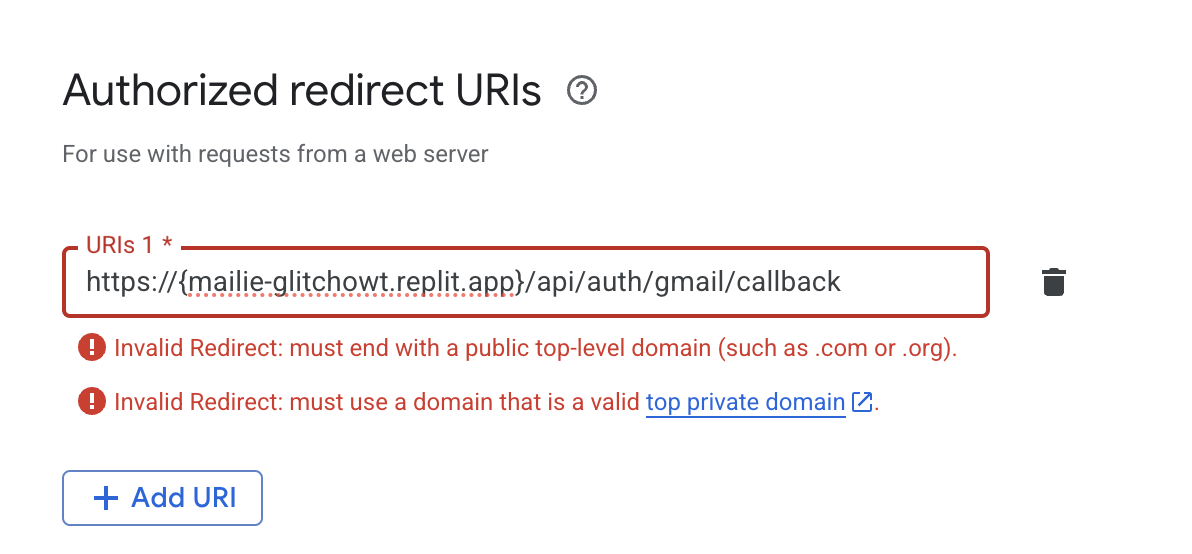 Authorized redirect URIs
For use with requests from a web server
URIs 1 *
https://{mailie-glitchowt.replit.app}/api/auth/gmail/callback
Invalid Redirect: must end with a public top-level domain (such as .com or .org).
Invalid Redirect: must use a domain that is a valid top private domain.
Add URI